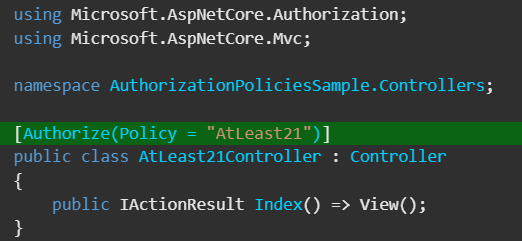 using Microsoft.AspNetCore.Authorization;
using Microsoft.AspNetCore.Mvc;

namespace AuthorizationPoliciesSample.Controllers;

[Authorize(Policy = "AtLeast21")]
public class AtLeast21Controller : Controller
{
    public IActionResult Index() => View();
}